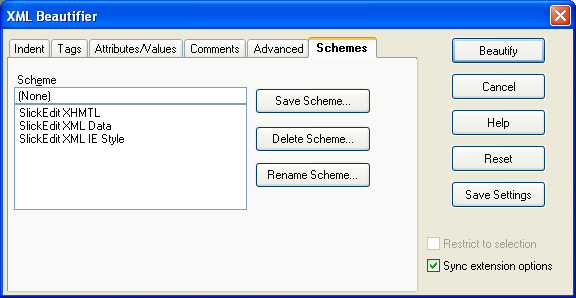 XML Beautifier
Indent Tags Attributes/Values Comments Advanced Schemes
Scheme
(None)
SlickEdit XHMTL
SlickEdit XML Data
SlickEdit XML IE Style
Save Scheme...
Delete Scheme...
Rename Scheme...
Beautify
Cancel
Help
Reset
Save Settings
Restrict to selection
Sync extension options